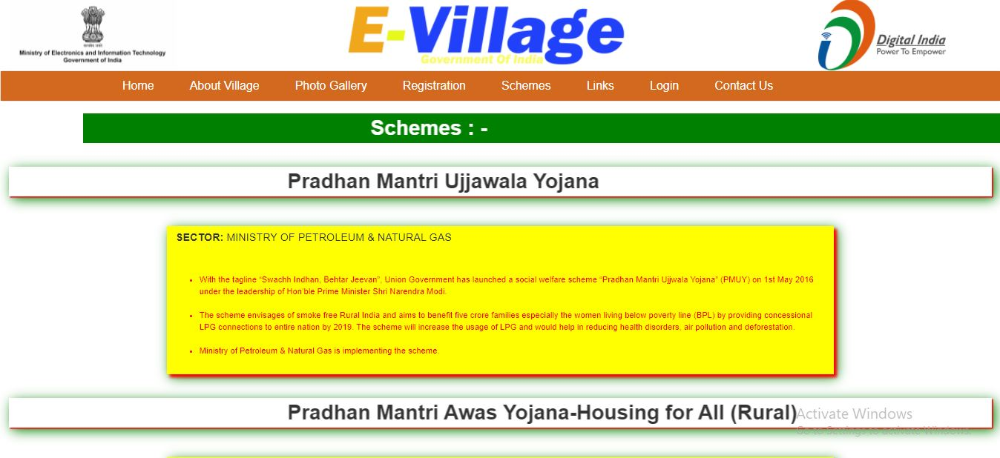 सत्यमेव जयते
Ministry of Electronics and Information Technology
Government of India
E-Village
Government Of India
Digital India
Power To Empower
Home About Village Photo Gallery Registration Schemes Links Login Contact Us
Schemes : -
Pradhan Mantri Ujjawala Yojana
SECTOR: MINISTRY OF PETROLEUM & NATURAL GAS
• With the tagline “Swachh Indhan, Behtar Jeevan”, Union Government has launched a social welfare scheme “Pradhan Mantri Ujjwala Yojana” (PMUY) on 1st May 2016
under the leadership of Hon’ble Prime Minister Shri Narendra Modi.
• The scheme envisages of smoke free Rural India and aims to benefit five crore families especially the women living below poverty line (BPL) by providing concessional
LPG connections to entire nation by 2019. The scheme will increase the usage of LPG and would help in reducing health disorders, air pollution and deforestation.
• Ministry of Petroleum & Natural Gas is implementing the scheme.
Pradhan Mantri Awas Yojana-Housing for All (Rural)
Activate Windows
Go to Settings to activate Windows.